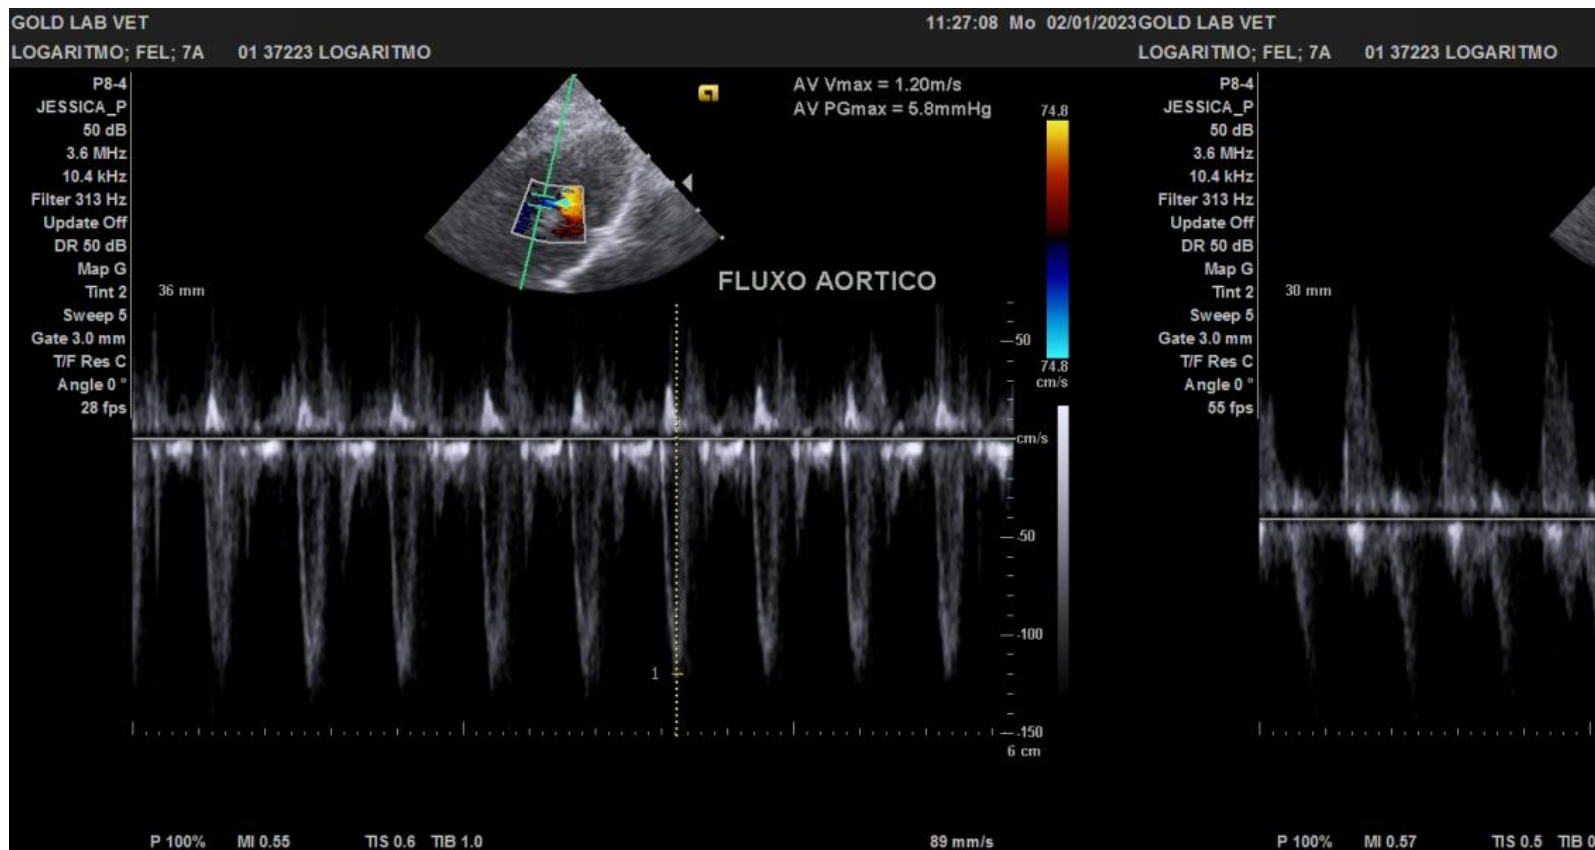 GOLD LAB VET 11:27:08 Mo 02/01/2023
LOGARITMO; FEL; 7A 01 37223 LOGARITMO
P8-4
JESSICA_P
50 dB
3.6 MHz
10.4 kHz
Filter 313 Hz
Update Off
DR 50 dB
Map G
Tint 2
Sweep 5
Gate 3.0 mm
T/F Res C
Angle 0 °
28 fps
36 mm
AV Vmax = 1.20m/s
AV PGmax = 5.8mmHg
74.8
74.8
cm/s
FLUXO AORTICO
50
cm/s
-50
-100
-150
6 cm
1
P 100% MI 0.55 TIS 0.6 TIB 1.0 89 mm/s
GOLD LAB VET
LOGARITMO; FEL; 7A 01 37223 LOGARITMO
P8-4
JESSICA_P
50 dB
3.6 MHz
10.4 kHz
Filter 313 Hz
Update Off
DR 50 dB
Map G
Tint 2
Sweep 5
Gate 3.0 mm
T/F Res C
Angle 0 °
55 fps
30 mm
P 100% MI 0.57 TIS 0.5 TIB